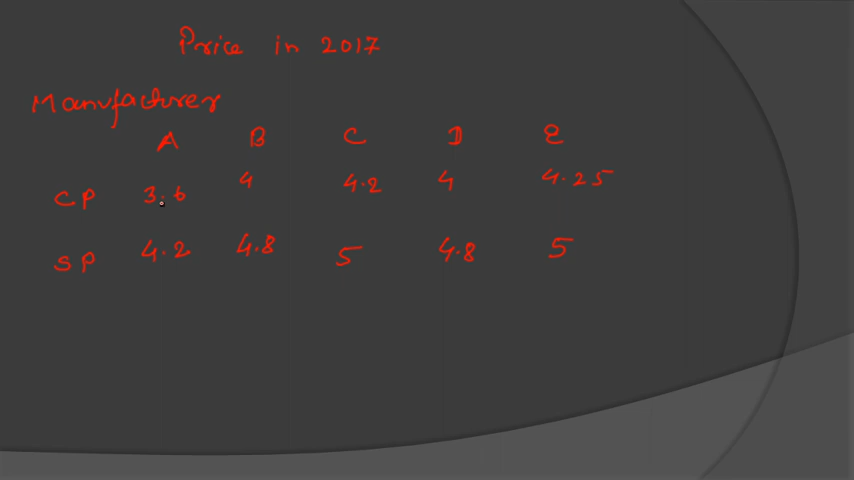 Price in 2017
Manufacturer
A B C D E
CP 3.6 4 4.2 4 4.25
SP 4.2 4.8 5 4.8 5